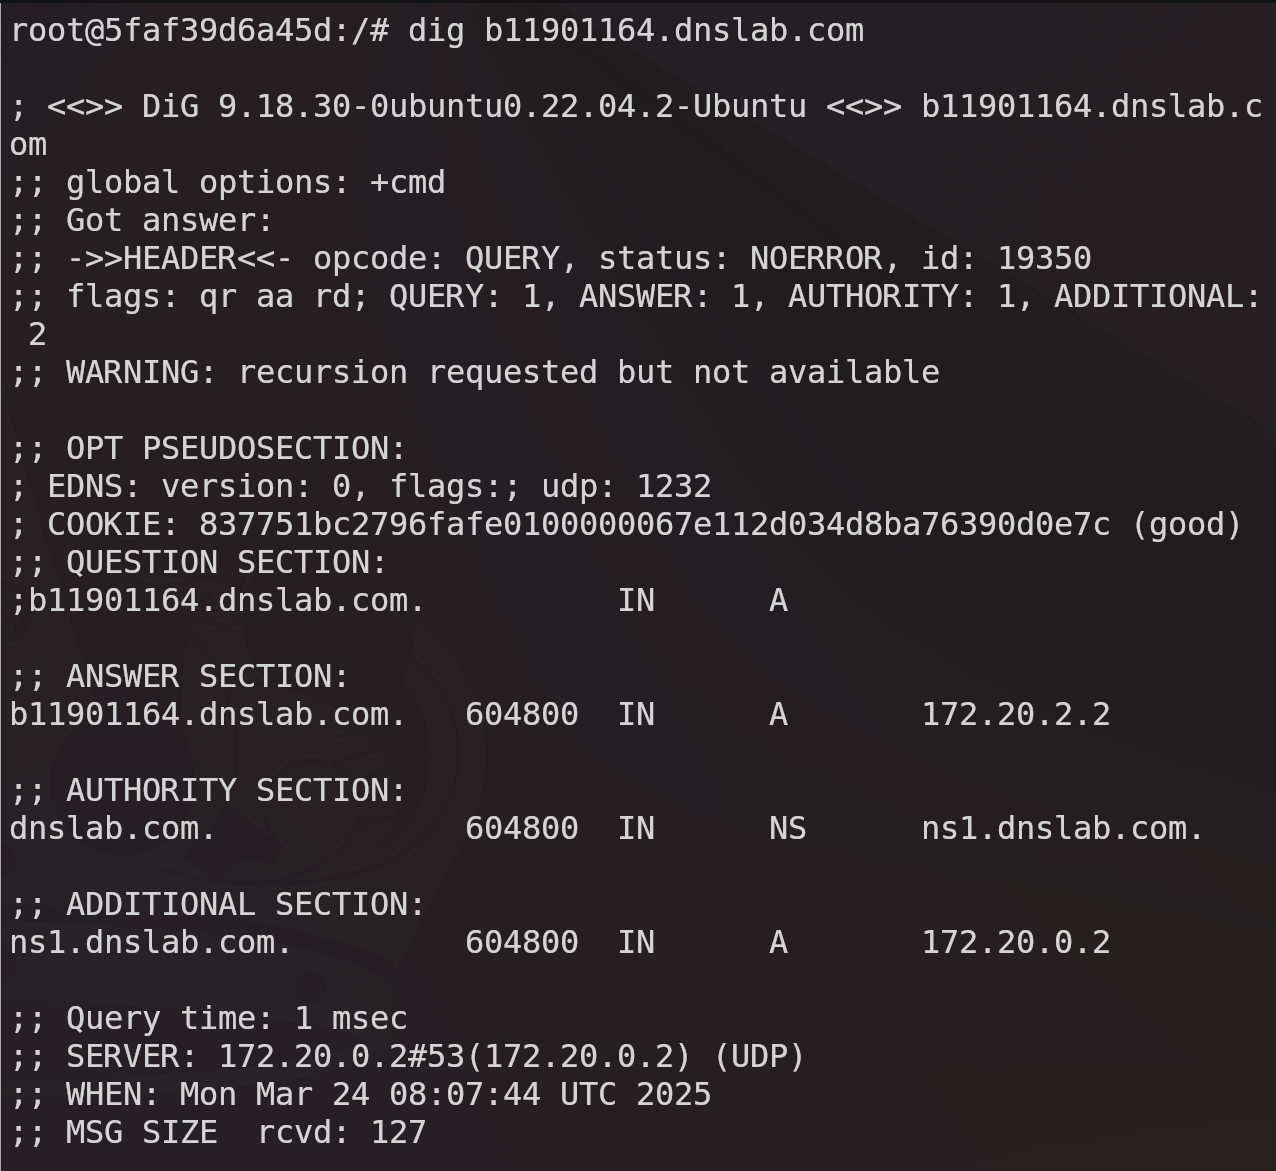 root@5faf39d6a45d:/# dig b11901164.dnslab.com
; <<>> DiG 9.18.30-0ubuntu0.22.04.2-Ubuntu <<>> b11901164.dnslab.c
om
;; global options: +cmd
;; Got answer:
;; ->>HEADER<<- opcode: QUERY, status: NOERROR, id: 19350
;; flags: qr aa rd; QUERY: 1, ANSWER: 1, AUTHORITY: 1, ADDITIONAL:
 2
;; WARNING: recursion requested but not available
;; OPT PSEUDOSECTION:
; EDNS: version: 0, flags:; udp: 1232
; COOKIE: 837751bc2796fafe0100000067e112d034d8ba76390d0e7c (good)
;; QUESTION SECTION:
;b11901164.dnslab.com.          IN      A
;; ANSWER SECTION:
b11901164.dnslab.com.   604800  IN      A       172.20.2.2
;; AUTHORITY SECTION:
dnslab.com.             604800  IN      NS      ns1.dnslab.com.
;; ADDITIONAL SECTION:
ns1.dnslab.com.         604800  IN      A       172.20.0.2
;; Query time: 1 msec
;; SERVER: 172.20.0.2#53(172.20.0.2) (UDP)
;; WHEN: Mon Mar 24 08:07:44 UTC 2025
;; MSG SIZE  rcvd: 127